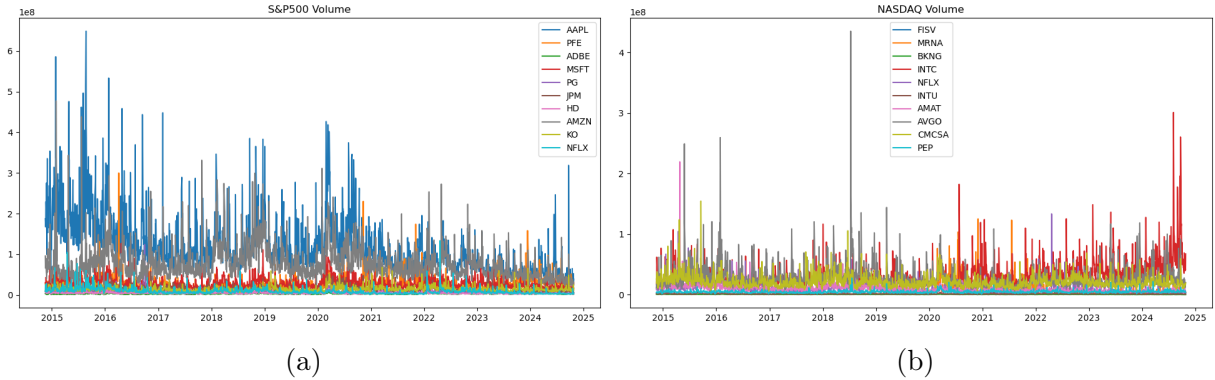 S&P500 Volume
1e8
6
5
4
3
2
1
0
2015 2016 2017 2018 2019 2020 2021 2022 2023 2024 2025
AAPL
PFE
ADBE
MSFT
PG
JPM
HD
AMZN
KO
NFLX
(a)
NASDAQ Volume
1e8
4
3
2
1
0
2015 2016 2017 2018 2019 2020 2021 2022 2023 2024 2025
FISV
MRNA
BKNG
INTC
NFLX
INTU
AMAT
AVGO
CMCSA
PEP
(b)